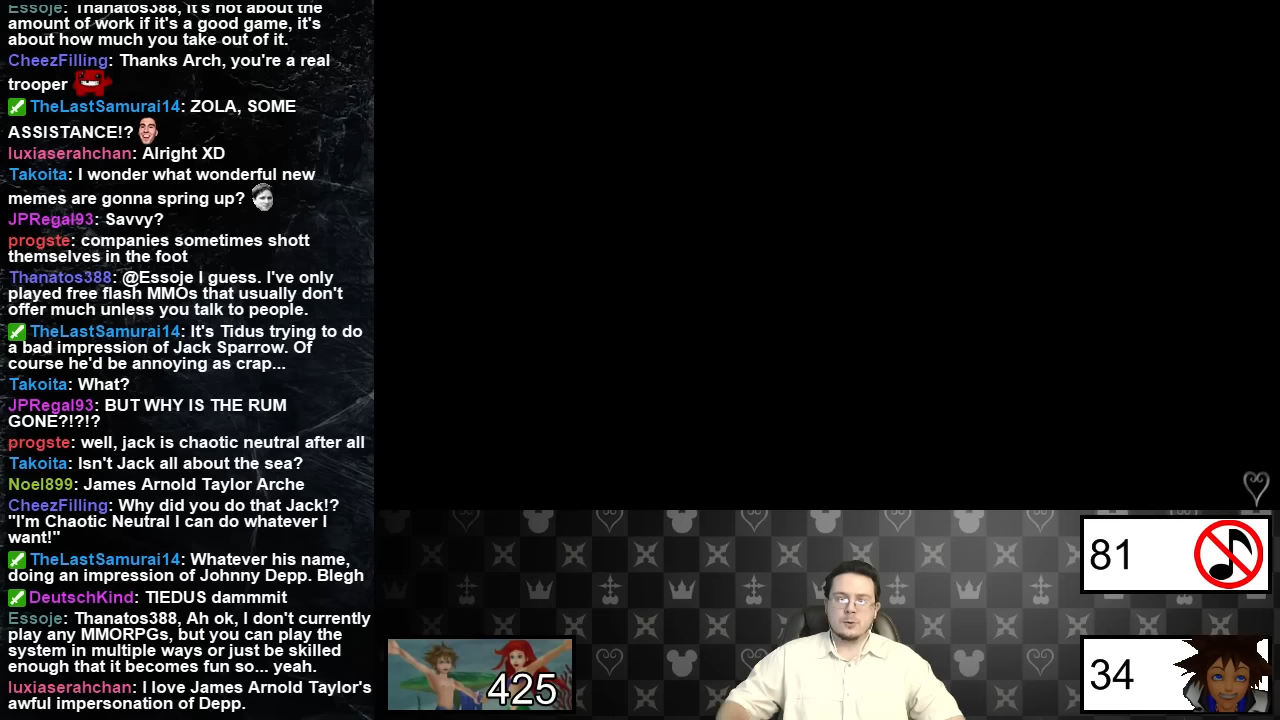 Essoje: Thanatos388, it's not about the
amount of work if it's a good game, it's
about how much you take out of it.
CheezFilling: Thanks Arch, you're a real
trooper
TheLastSamurai14: ZOLA, SOME
ASSISTANCE!?
luxiaserahchan: Alright XD
Takoita: I wonder what wonderful new
memes are gonna spring up?
JPRegal93: Savvy?
progste: companies sometimes shott
themselves in the foot
Thanatos388: @Essoje I guess. I've only
played free flash MMOs that usually don't
offer much unless you talk to people.
TheLastSamurai14: It's Tidus trying to do
a bad impression of Jack Sparrow. Of
course he'd be annoying as crap...
Takoita: What?
JPRegal93: BUT WHY IS THE RUM
GONE?!?!?
progste: well, jack is chaotic neutral after all
Takoita: Isn't Jack all about the sea?
Noel899: James Arnold Taylor Arche
CheezFilling: Why did you do that Jack!?
"I'm Chaotic Neutral I can do whatever I
want!"
TheLastSamurai14: Whatever his name,
doing an impression of Johnny Depp. Blegh
DeutschKind: TIEDUS dammmit
Essoje: Thanatos388, Ah ok, I don't currently
play any MMORPGs, but you can play the
system in multiple ways or just be skilled
enough that it becomes fun so... yeah.
luxiaserahchan: I love James Arnold Taylor's
awful impersonation of Depp.
81
425
34